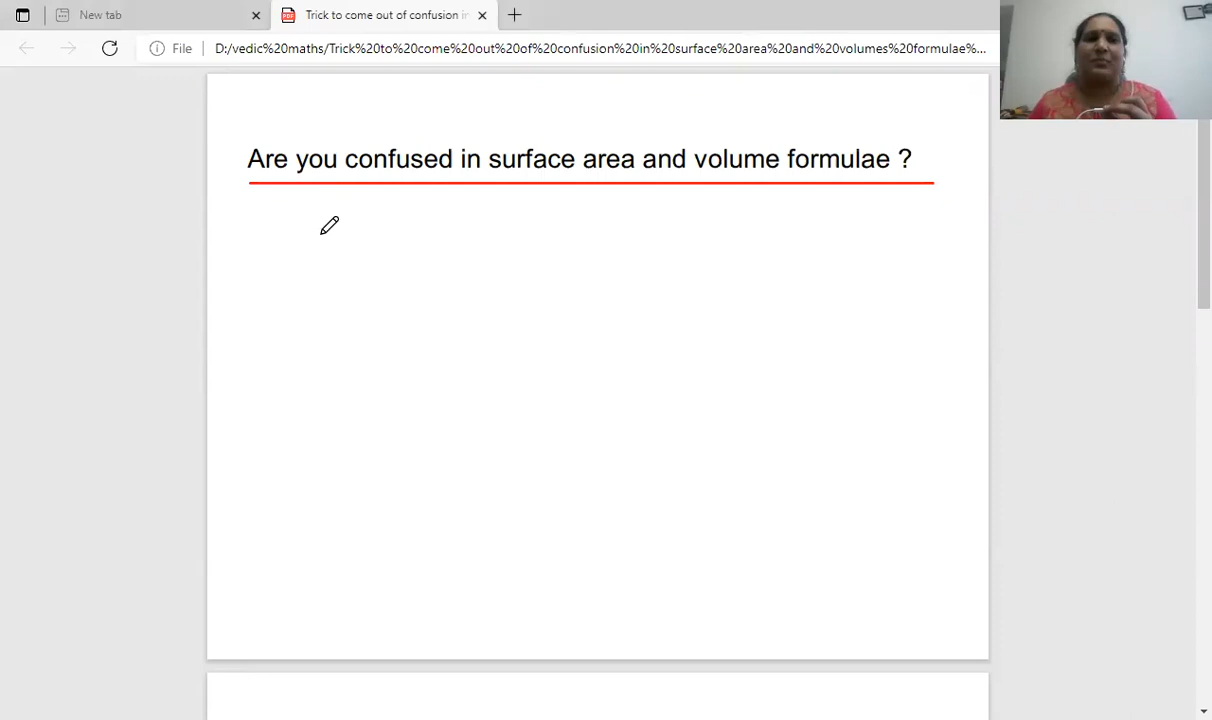 New tab
Trick to come out of confusion in
File
D:/vedic%20maths/Trick%20to%20come%20out%20of%20confusion%20in%20surface%20area%20and%20volumes%20formulae%...
Are you confused in surface area and volume formulae ?